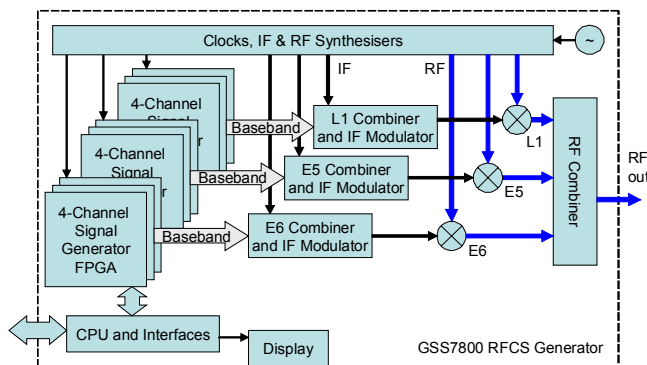 Clocks, IF & RF Synthesisers
~
IF
RF
4-Channel
Signal
Baseband
L1 Combiner
and IF Modulator
L1
4-Channel
Signal
Baseband
E5 Combiner
and IF Modulator
E5
4-Channel
Signal
Generator
FPGA
Baseband
E6 Combiner
and IF Modulator
E6
RF Combiner
RF
out
CPU and Interfaces
Display
GSS7800 RFCS Generator